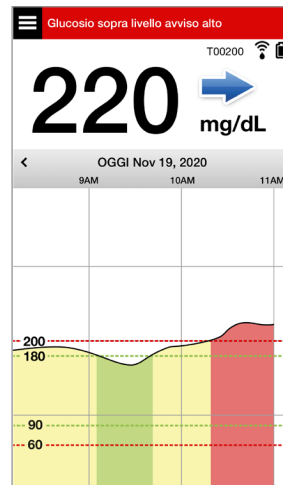 Glucosio sopra livello avviso alto
T00200
220
mg/dL
OGGI Nov 19, 2020
9AM 10AM 11AM
200
180
90
60